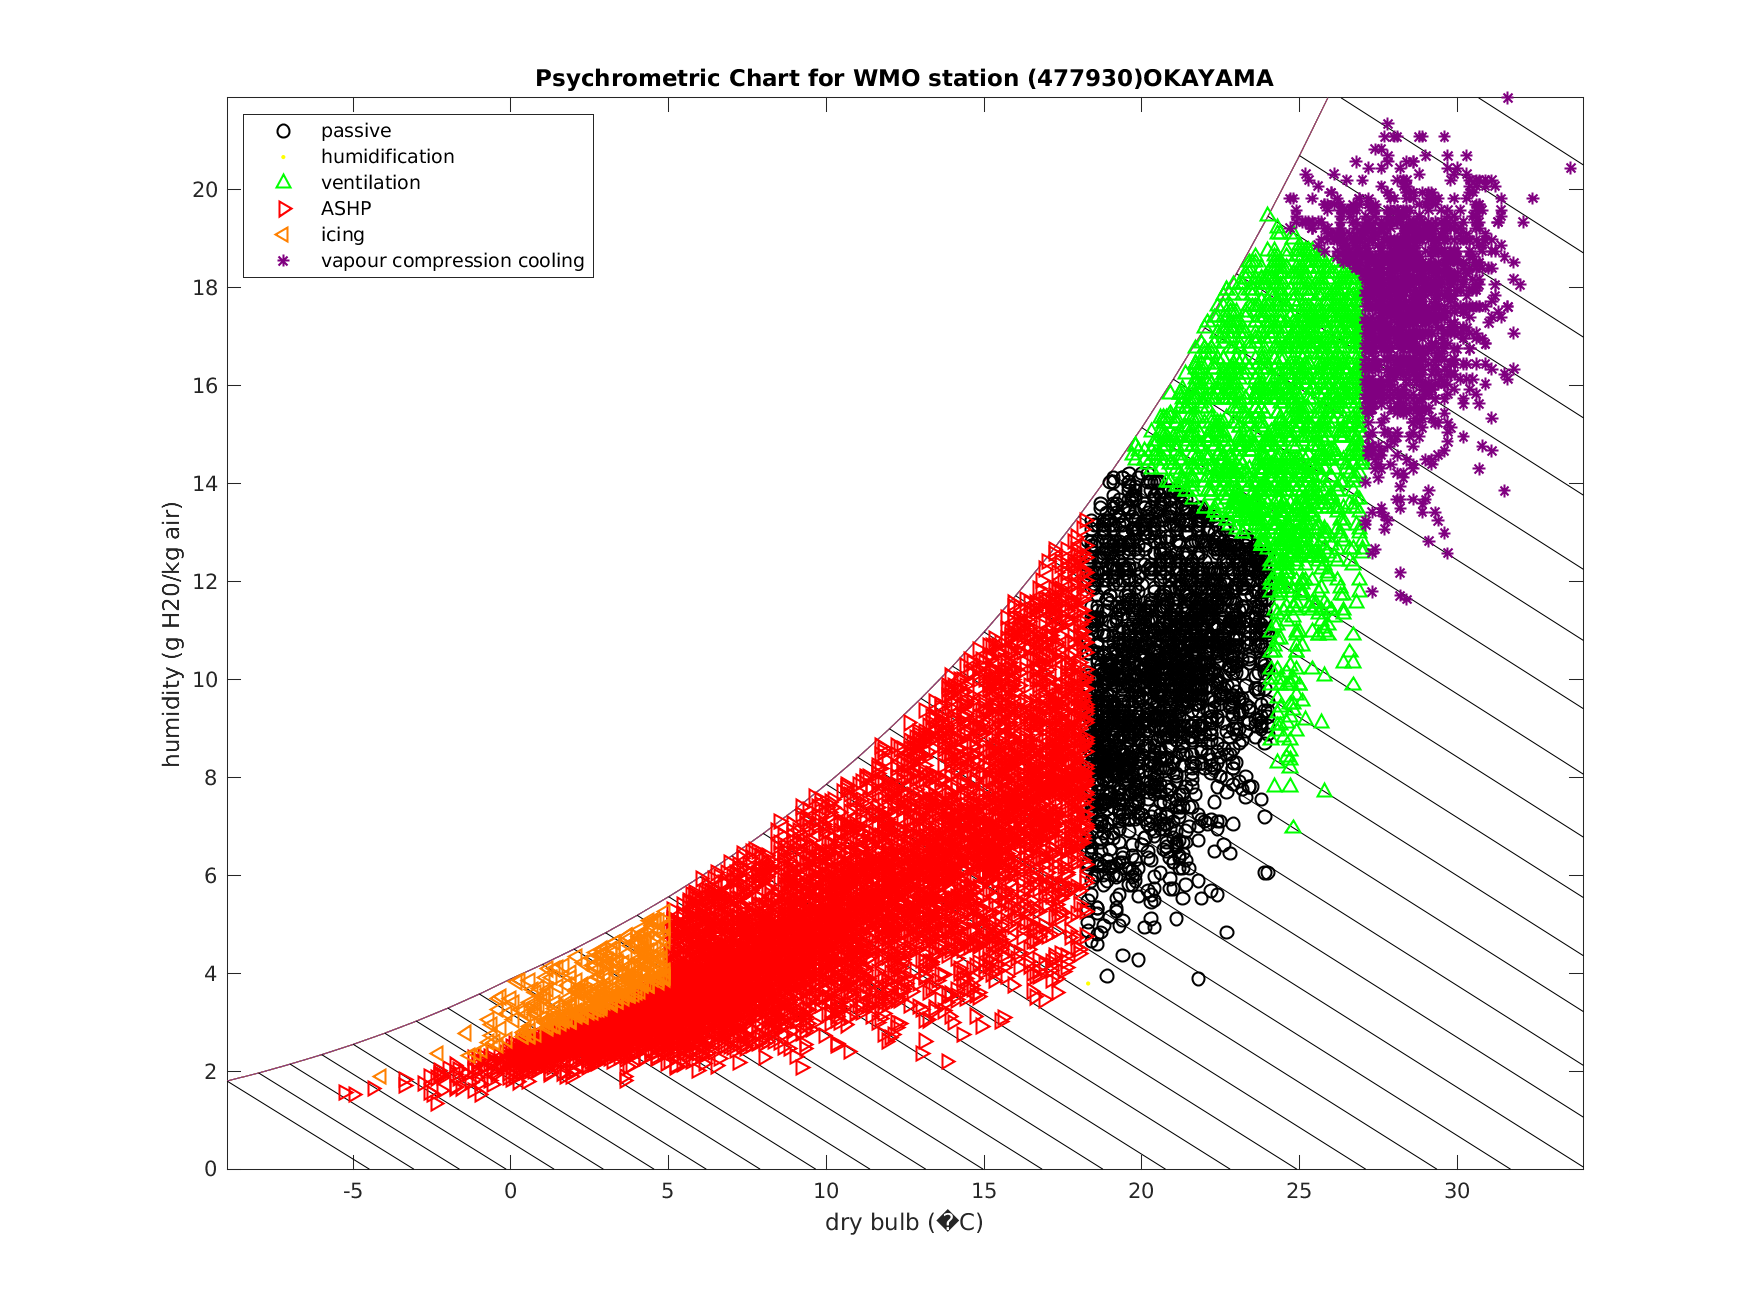 Psychrometric Chart for WMO station (477930)OKAYAMA
passive
humidification
ventilation
ASHP
icing
vapour compression cooling
humidity (g H20/kg air)
20
18
16
14
12
10
8
6
4
2
0
-5 0 5 10 15 20 25 30
dry bulb (�C)